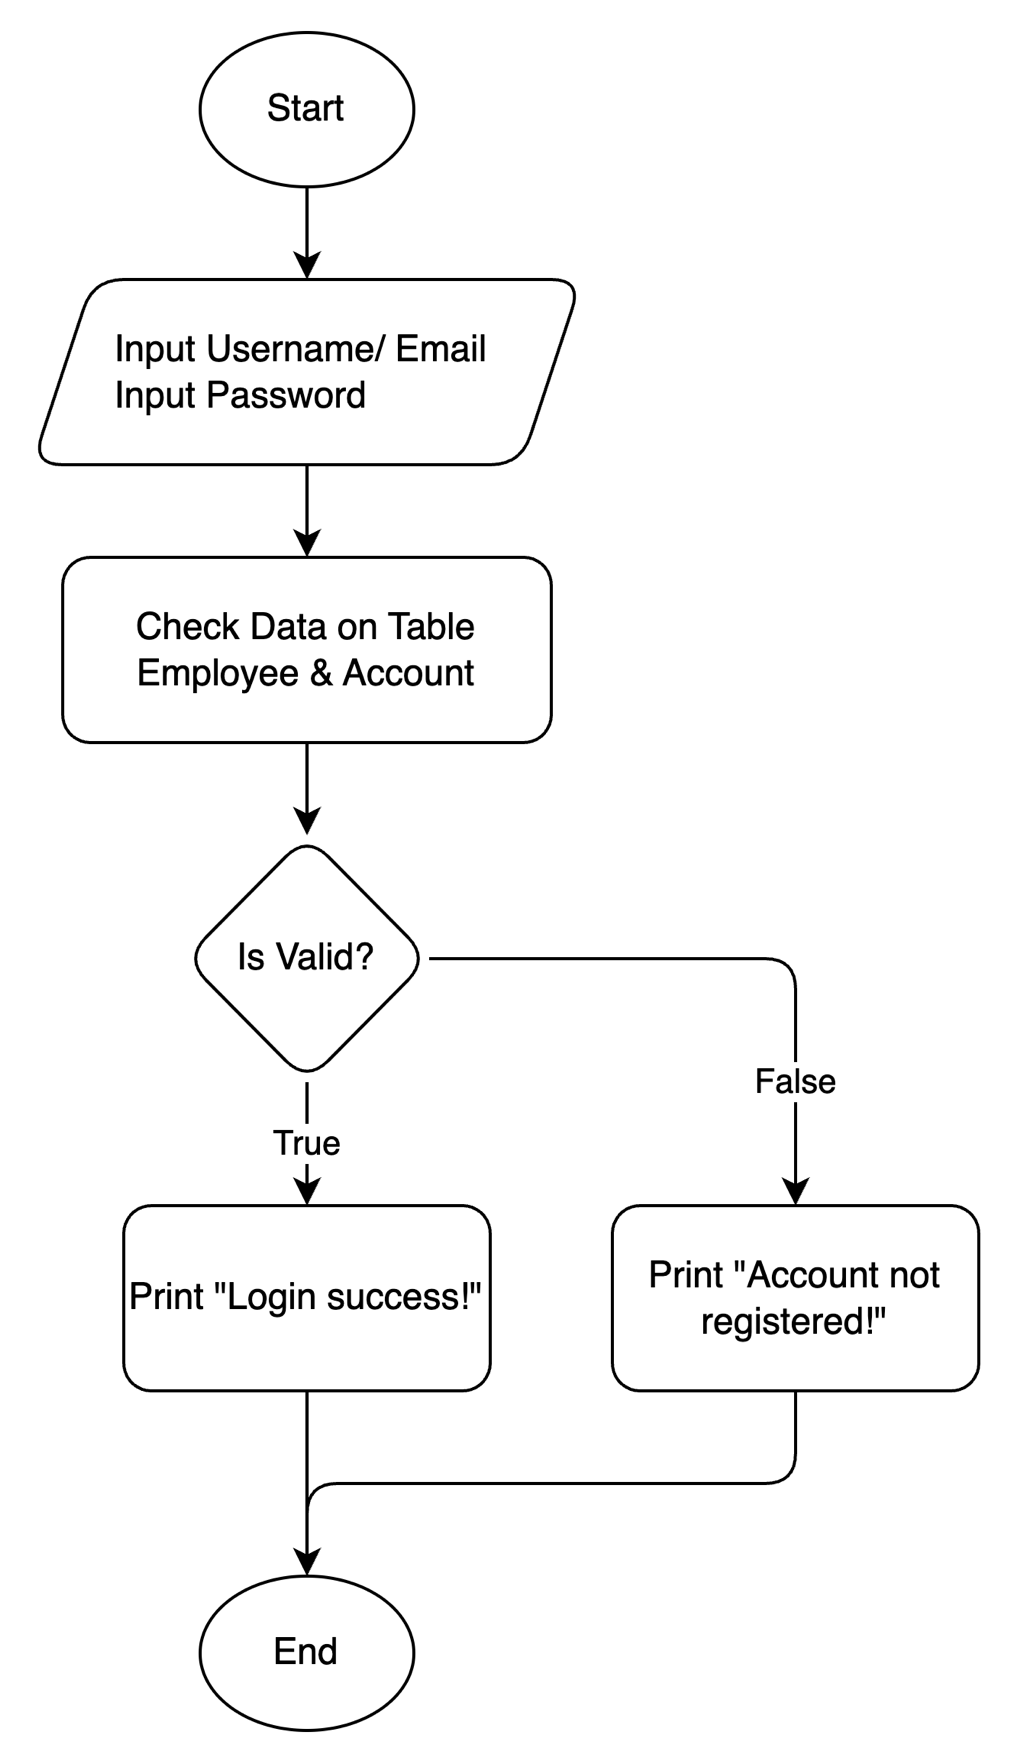 Start
Input Username/ Email
Input Password
Check Data on Table
Employee & Account
Is Valid?
False
True
Print "Login success!"
Print "Account not
registered!"
End